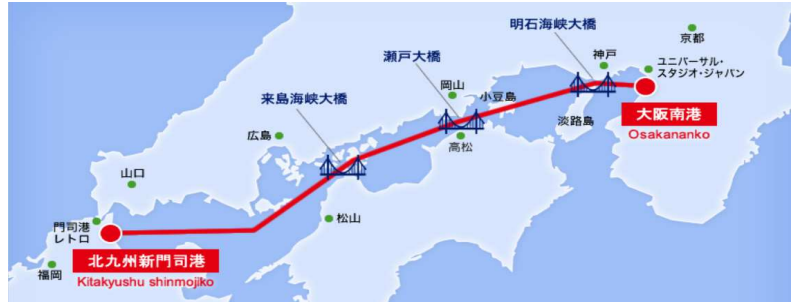 明石海峡大橋
京都
瀬戸大橋
神戸
ユニバーサル・
スタジオ・ジャパン
来島海峡大橋
岡山
小豆島
大阪南港
Osakananko
淡路島
広島
高松
山口
松山
門司港
レトロ
北九州新門司港
Kitakyushu shinmojiko
福岡